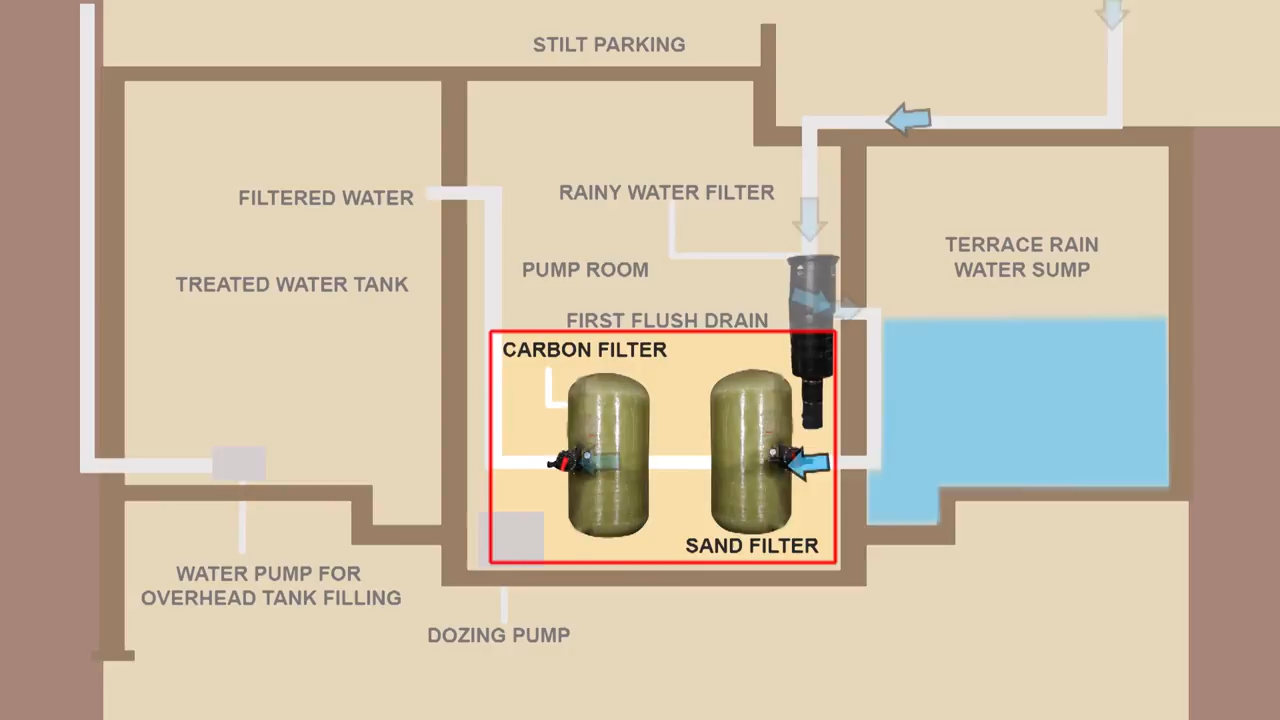 STILT PARKING
FILTERED WATER
RAINY WATER FILTER
TERRACE RAIN
WATER SUMP
PUMP ROOM
TREATED WATER TANK
FIRST FLUSH DRAIN
CARBON FILTER
SAND FILTER
WATER PUMP FOR
OVERHEAD TANK FILLING
DOZING PUMP